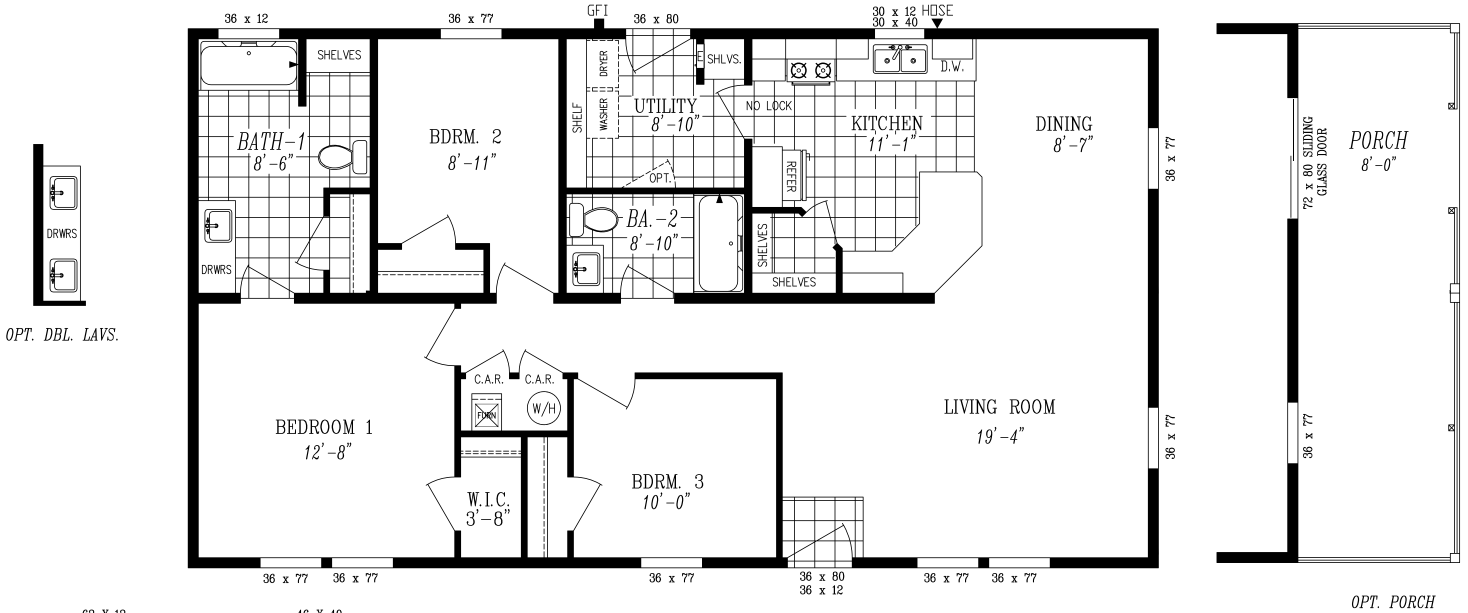 36 x 12
36 x 77
GFI
36 x 80
30 x 12
30 x 40
HOSE
SHELVES
DRYER
E
SHLVS.
D.W.
BATH-1
8'-6"
BDRM. 2
8'-11"
SHELF
WASHER
UTILITY
8'-10"
NO LOCK
KITCHEN
11'-1"
DINING
8'-7"
36 x 77
72 x 80 SLIDING
GLASS DOOR
PORCH
8'-0"
OPT.
REFER
DRWRS
BA.-2
8'-10"
SHELVES
DRWRS
SHELVES
OPT. DBL. LAVS.
C.A.R.
C.A.R.
FURN
W/H
BEDROOM 1
12'-8"
LIVING ROOM
19'-4"
36 x 77
36 x 77
W.I.C.
3'-8"
BDRM. 3
10'-0"
36 x 77
36 x 77
36 x 77
36 x 80
36 x 12
36 x 77
36 x 77
OPT. PORCH